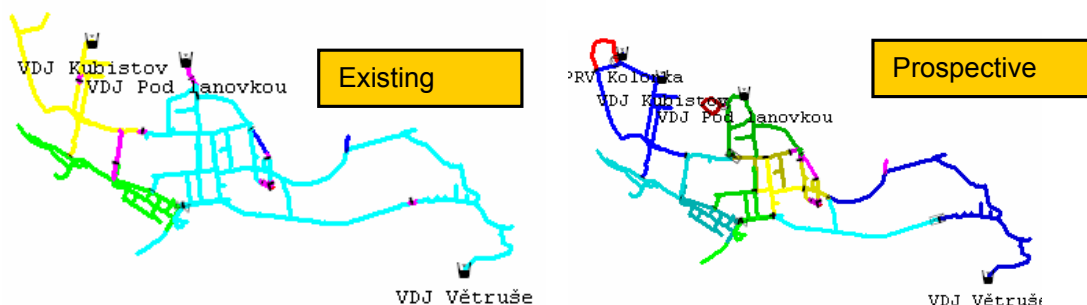 Existing
VDJ Kubistov
VDJ Pod lanovkou
VDJ Větruše
Prospective
PRV Kolonka
VDJ Kubistov
VDJ Pod lanovkou
VDJ Větruše